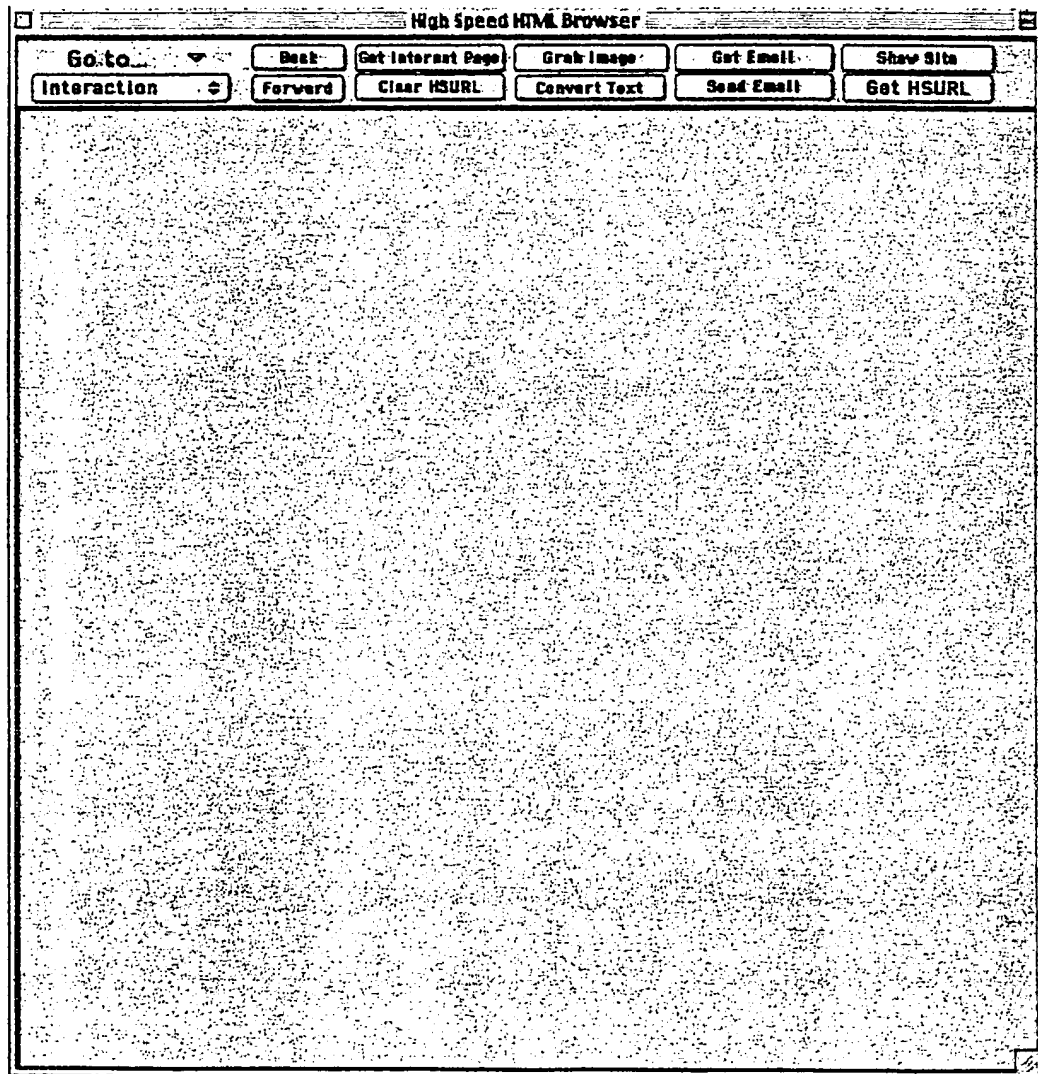 High Speed HTML Browser
Go to... Back Get Internet Page Grab Image Get Email Show Site
Interaction Forward Clear HSURL Convert Text Send Email Get HSURL